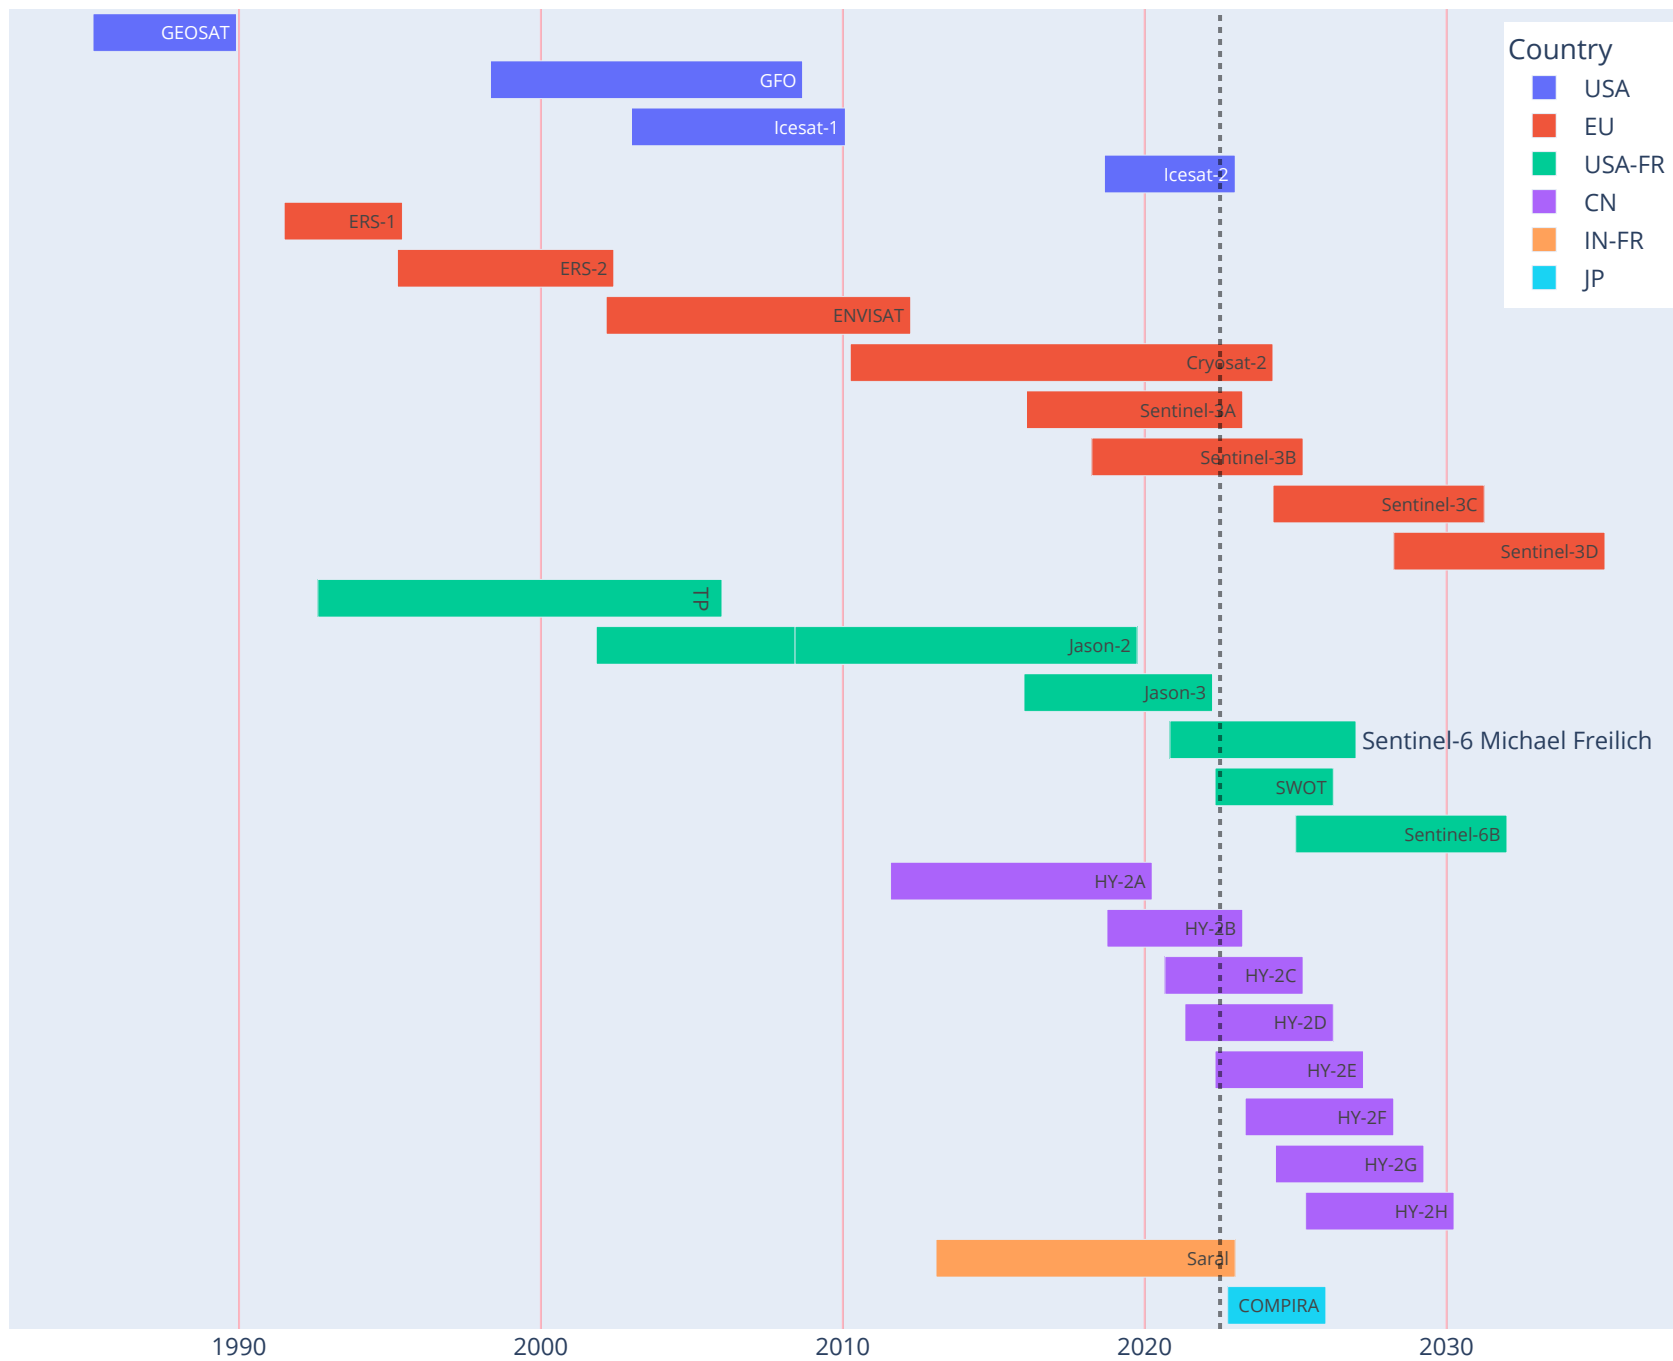 GEOSAT
GFO
Icesat-1
Icesat-2
ERS-1
ERS-2
ENVISAT
Cryosat-2
Sentinel-3A
Sentinel-3B
Sentinel-3C
Sentinel-3D
TP
Jason-2
Jason-3
Sentinel-6 Michael Freilich
SWOT
Sentinel-6B
HY-2A
HY-2B
HY-2C
HY-2D
HY-2E
HY-2F
HY-2G
HY-2H
Saral
COMPIRA
1990
2000
2010
2020
2030
Country
USA
EU
USA-FR
CN
IN-FR
JP